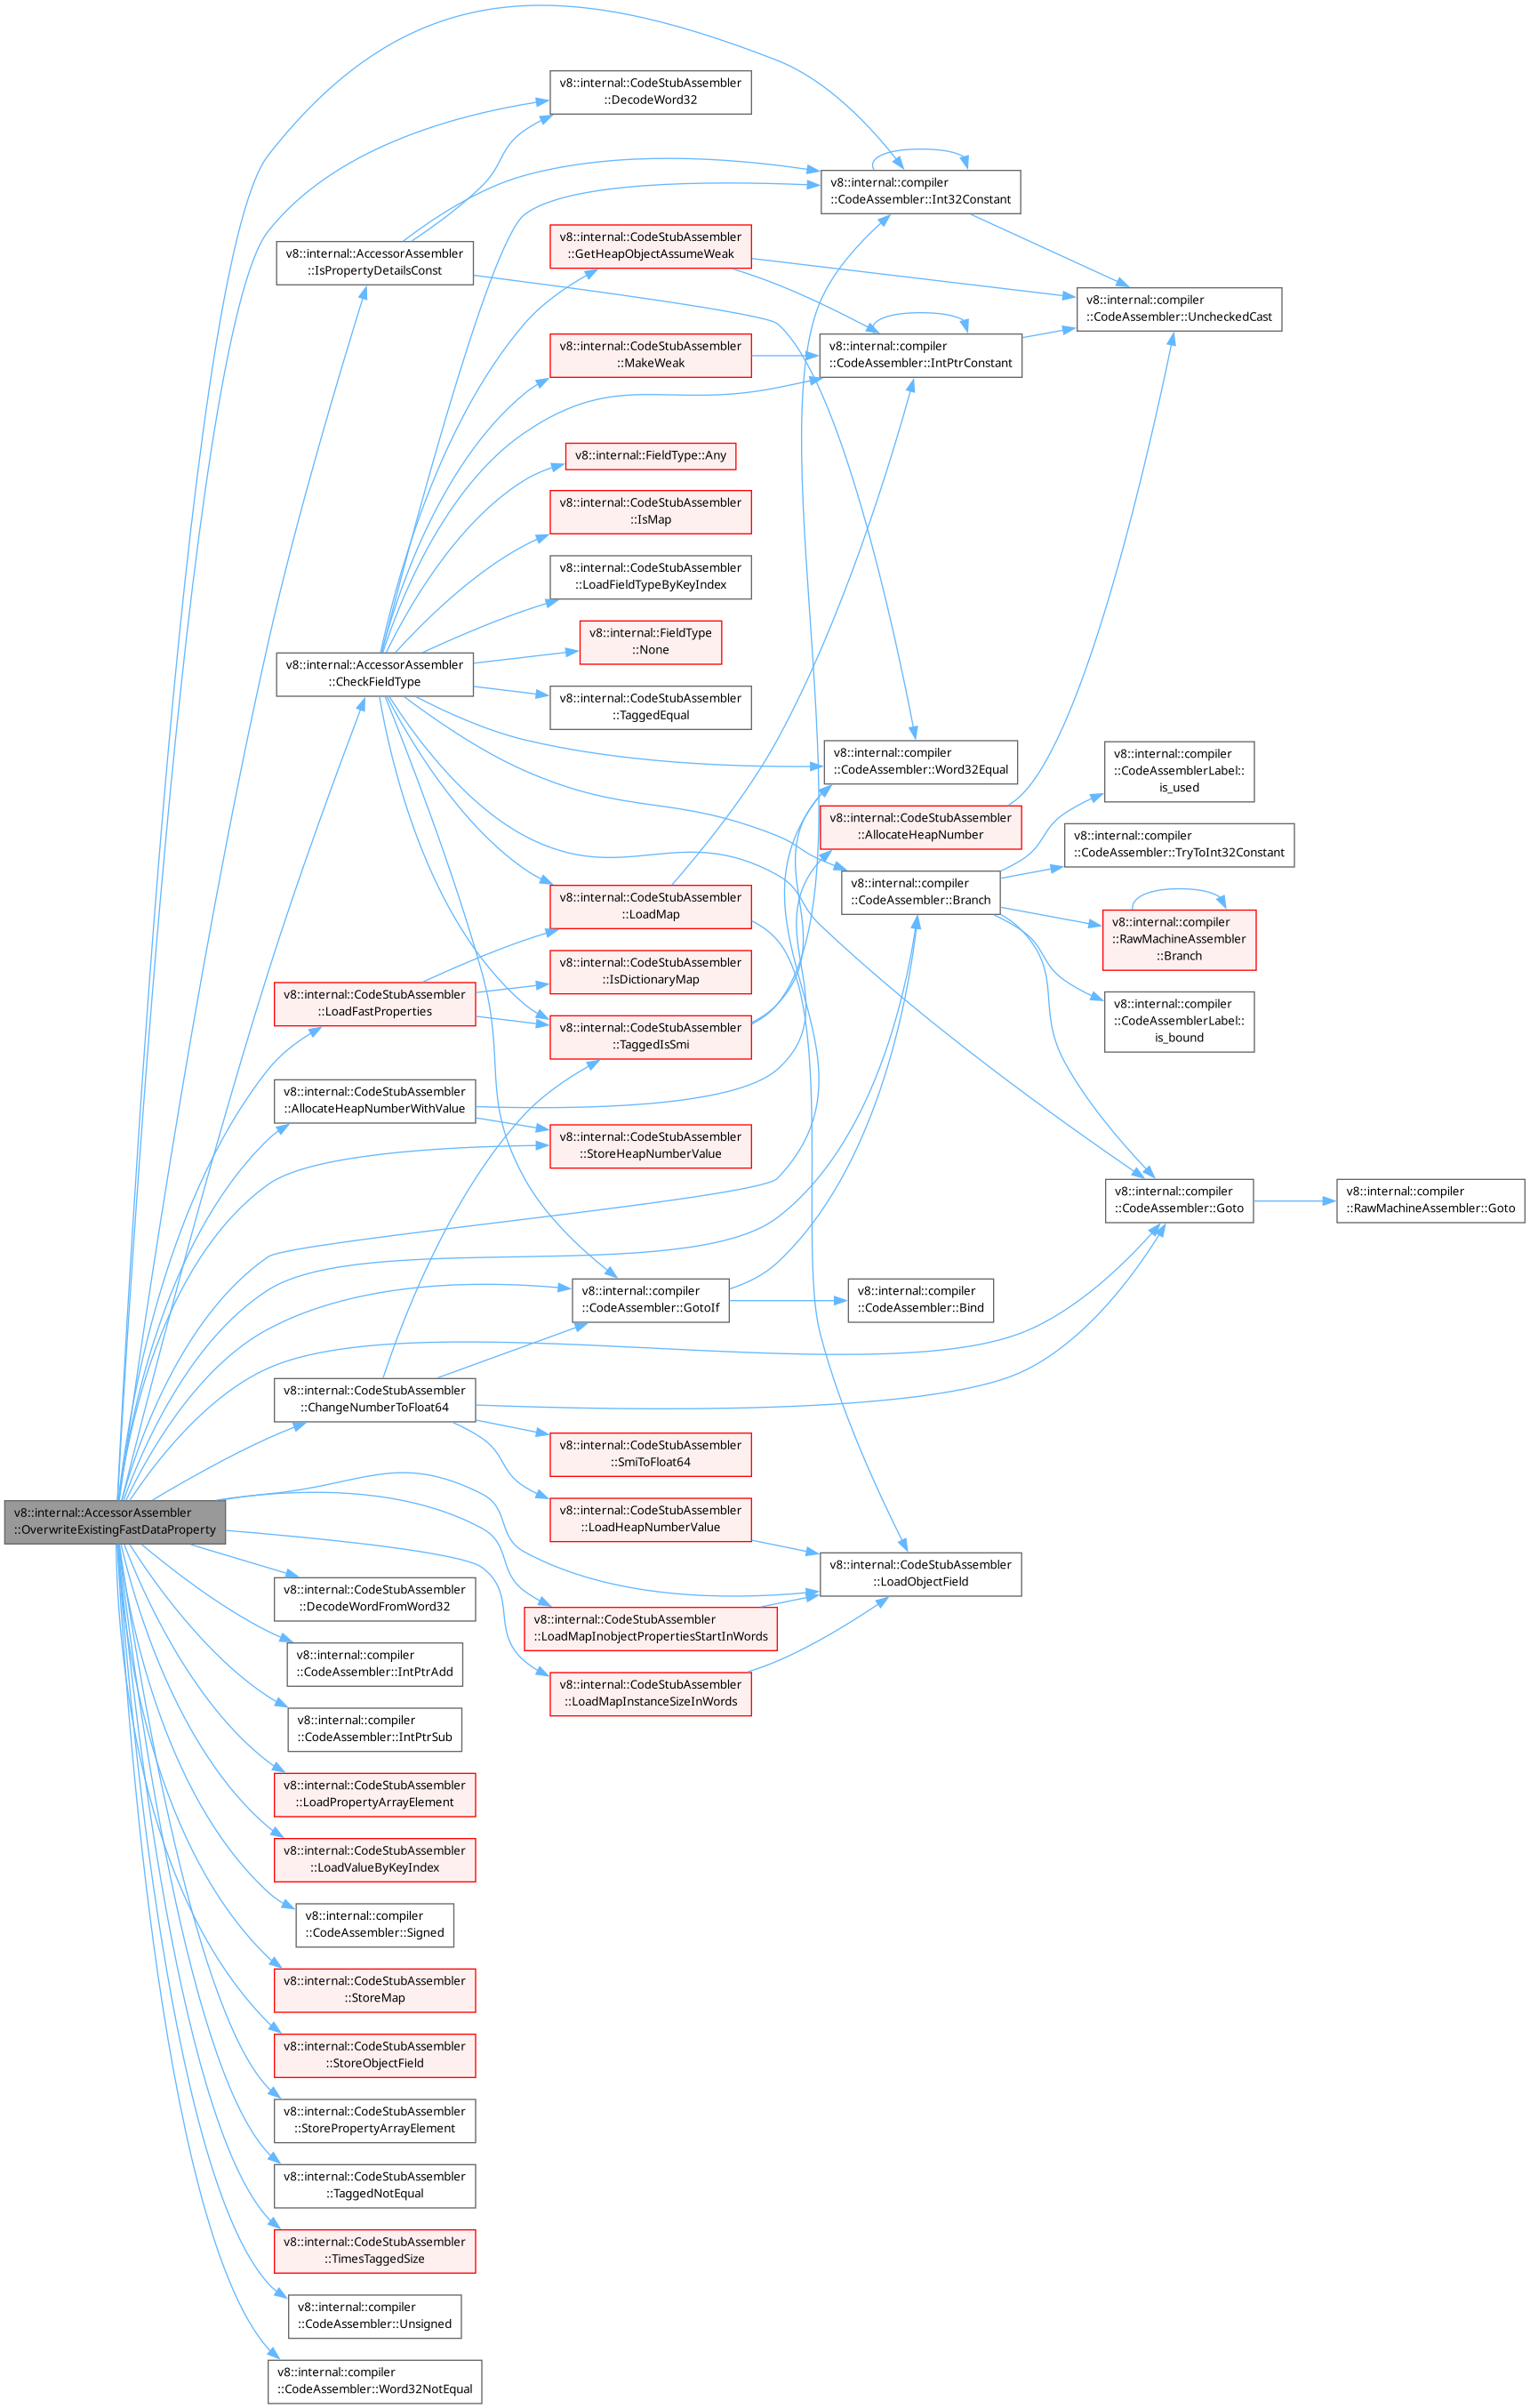 v8::internal::CodeStubAssembler
::DecodeWord32
v8::internal::compiler
::CodeAssembler::Int32Constant
v8::internal::AccessorAssembler
::IsPropertyDetailsConst
v8::internal::CodeStubAssembler
::GetHeapObjectAssumeWeak
v8::internal::compiler
::CodeAssembler::UncheckedCast
v8::internal::CodeStubAssembler
::MakeWeak
v8::internal::compiler
::CodeAssembler::IntPtrConstant
v8::internal::FieldType::Any
v8::internal::CodeStubAssembler
::IsMap
v8::internal::CodeStubAssembler
::LoadFieldTypeByKeyIndex
v8::internal::FieldType
::None
v8::internal::AccessorAssembler
::CheckFieldType
v8::internal::CodeStubAssembler
::TaggedEqual
v8::internal::compiler
::CodeAssembler::Word32Equal
v8::internal::compiler
::CodeAssemblerLabel::
is_used
v8::internal::CodeStubAssembler
::AllocateHeapNumber
v8::internal::compiler
::CodeAssembler::TryToInt32Constant
v8::internal::CodeStubAssembler
::LoadMap
v8::internal::compiler
::CodeAssembler::Branch
v8::internal::compiler
::RawMachineAssembler
::Branch
v8::internal::CodeStubAssembler
::IsDictionaryMap
v8::internal::CodeStubAssembler
::LoadFastProperties
v8::internal::compiler
::CodeAssemblerLabel::
is_bound
v8::internal::CodeStubAssembler
::TaggedIsSmi
v8::internal::CodeStubAssembler
::AllocateHeapNumberWithValue
v8::internal::CodeStubAssembler
::StoreHeapNumberValue
v8::internal::compiler
::CodeAssembler::Goto
v8::internal::compiler
::RawMachineAssembler::Goto
v8::internal::compiler
::CodeAssembler::GotoIf
v8::internal::compiler
::CodeAssembler::Bind
v8::internal::CodeStubAssembler
::ChangeNumberToFloat64
v8::internal::CodeStubAssembler
::SmiToFloat64
v8::internal::AccessorAssembler
::OverwriteExistingFastDataProperty
v8::internal::CodeStubAssembler
::LoadHeapNumberValue
v8::internal::CodeStubAssembler
::LoadObjectField
v8::internal::CodeStubAssembler
::DecodeWordFromWord32
v8::internal::CodeStubAssembler
::LoadMapInobjectPropertiesStartInWords
v8::internal::compiler
::CodeAssembler::IntPtrAdd
v8::internal::CodeStubAssembler
::LoadMapInstanceSizeInWords
v8::internal::compiler
::CodeAssembler::IntPtrSub
v8::internal::CodeStubAssembler
::LoadPropertyArrayElement
v8::internal::CodeStubAssembler
::LoadValueByKeyIndex
v8::internal::compiler
::CodeAssembler::Signed
v8::internal::CodeStubAssembler
::StoreMap
v8::internal::CodeStubAssembler
::StoreObjectField
v8::internal::CodeStubAssembler
::StorePropertyArrayElement
v8::internal::CodeStubAssembler
::TaggedNotEqual
v8::internal::CodeStubAssembler
::TimesTaggedSize
v8::internal::compiler
::CodeAssembler::Unsigned
v8::internal::compiler
::CodeAssembler::Word32NotEqual